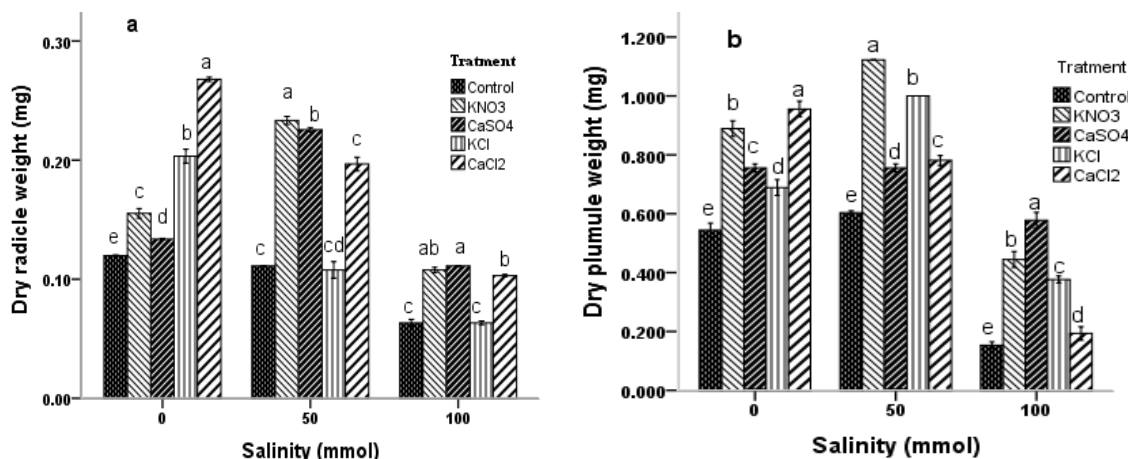 a
0.30
0.20
0.10
0.00
Dry radicle weight (mg)
Tratment
Control
KNO3
CaSO4
KCl
CaCl2
e c d b a
c a b cd c
c ab a c b
0 50 100
Salinity (mmol)
b
1.200
1.000
0.800
0.600
0.400
0.200
0.000
Dry plumule weight (mg)
Tratment
Control
KNO3
CaSO4
KCl
CaCl2
e b c d a
e a d b c
e b a c d
0 50 100
Salinity (mmol)